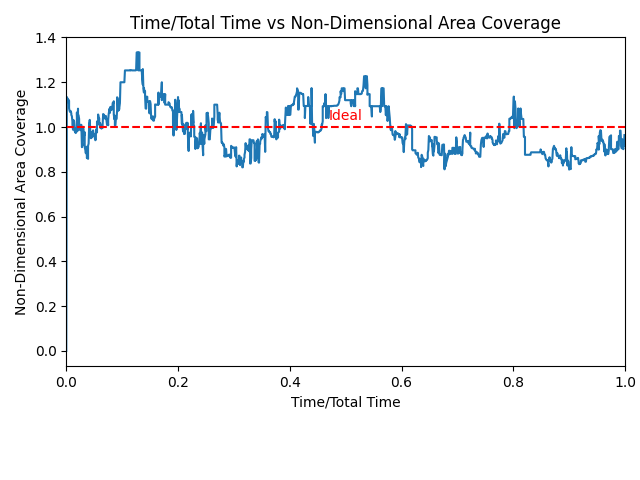 Time/Total Time vs Non-Dimensional Area Coverage
Non-Dimensional Area Coverage
1.4
1.2
1.0
0.8
0.6
0.4
0.2
0.0
Ideal
0.0 0.2 0.4 0.6 0.8 1.0
Time/Total Time